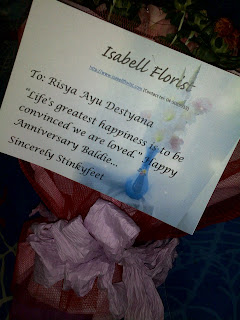 Isabell Florist
To: Risya Ayu Destyana
"Life's greatest happiness is to be
convinced we are loved." Happy
Anniversary Baldie...
Sincerely Stinkyfeet